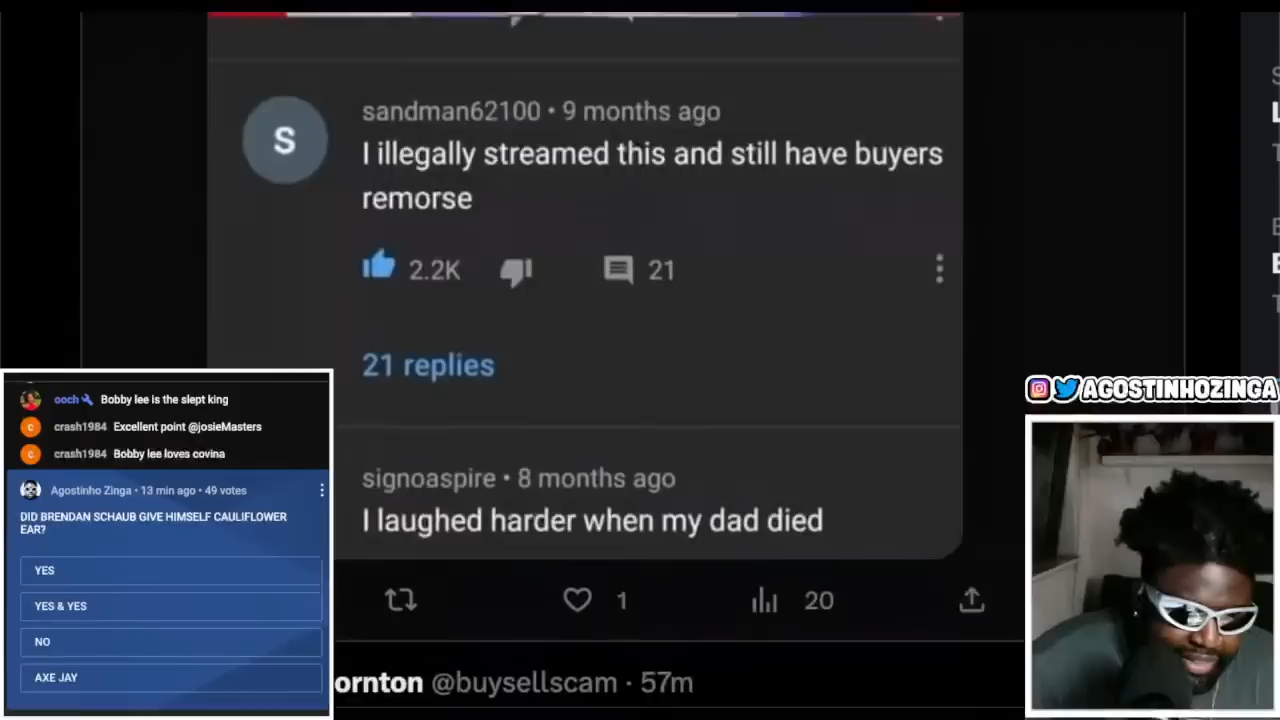 sandman62100 • 9 months ago
S
I illegally streamed this and still have buyers
remorse
2.2K
21
21 replies
signoaspire • 8 months ago
I laughed harder when my dad died
1
20
ornton @buysellscam · 57m
ooch Bobby lee is the slept king
C crash1984 Excellent point @josieMasters
C crash1984 Bobby lee loves covina
Agostinho Zinga • 13 min ago • 49 votes
DID BRENDAN SCHAUB GIVE HIMSELF CAULIFLOWER
EAR?
YES
YES & YES
NO
AXE JAY
AGOSTINHOZINGA